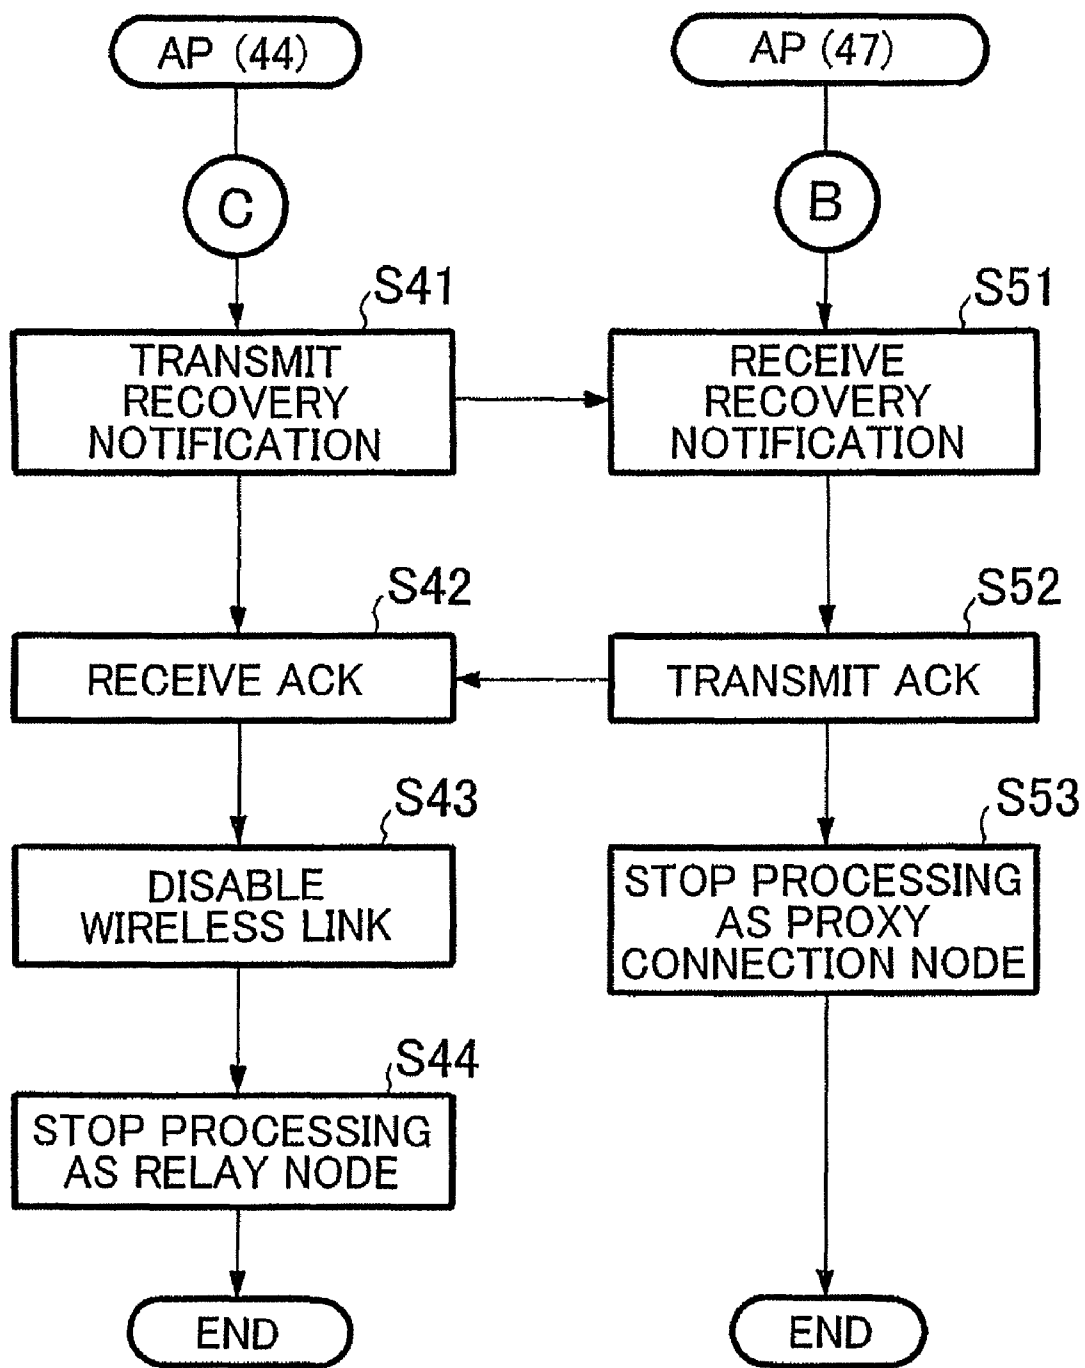 AP (44)
C
S41
TRANSMIT
RECOVERY
NOTIFICATION
S42
RECEIVE ACK
S43
DISABLE
WIRELESS LINK
S44
STOP PROCESSING
AS RELAY NODE
END
AP (47)
B
S51
RECEIVE
RECOVERY
NOTIFICATION
S52
TRANSMIT ACK
S53
STOP PROCESSING
AS PROXY
CONNECTION NODE
END